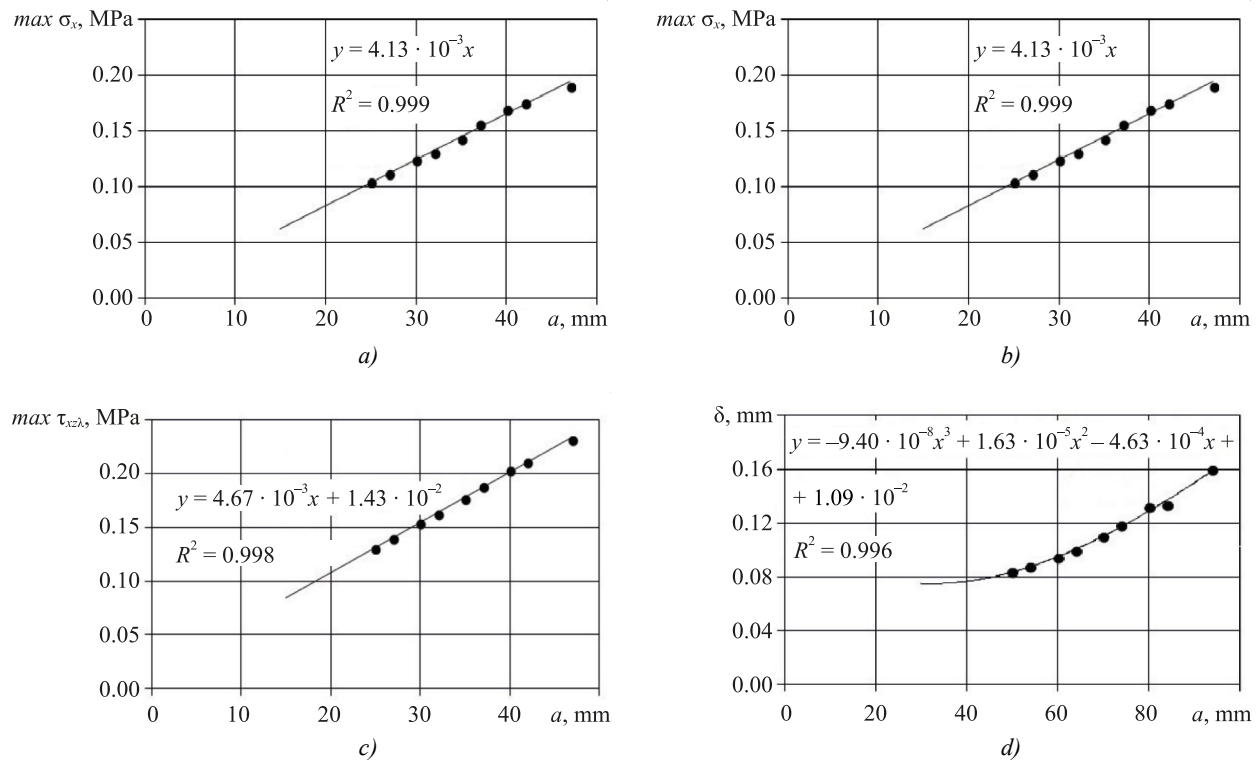 max σx, MPa
y = 4.13 · 10⁻³x
R² = 0.999
0.20
0.15
0.10
0.05
0.00
0 10 20 30 40 a, mm
a)
max σx, MPa
y = 4.13 · 10⁻³x
R² = 0.999
0.20
0.15
0.10
0.05
0.00
0 10 20 30 40 a, mm
b)
max τxzλ, MPa
0.20
y = 4.67 · 10⁻³x + 1.43 · 10⁻²
0.15
R² = 0.998
0.10
0.05
0.00
0 10 20 30 40 a, mm
c)
δ, mm
y = –9.40 · 10⁻⁸x³ + 1.63 · 10⁻⁵x² – 4.63 · 10⁻⁴x +
0.16
+ 1.09 · 10⁻²
0.12
R² = 0.996
0.08
0.04
0.00
0 20 40 60 80 a, mm
d)